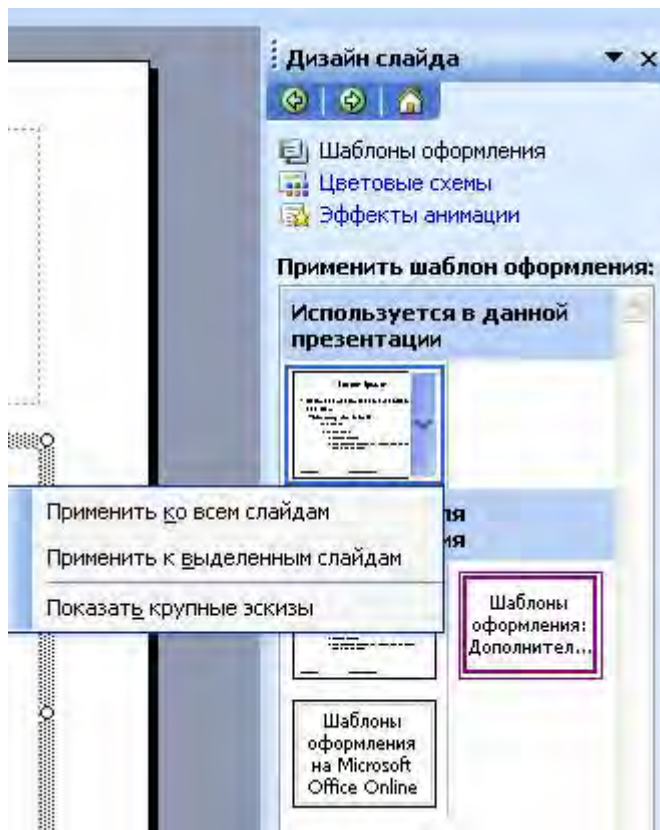 Дизайн слайда
Шаблоны оформления
Цветовые схемы
Эффекты анимации
Применить шаблон оформления:
Используется в данной
презентации
Применить ко всем слайдам
Применить к выделенным слайдам
Показать крупные эскизы
Шаблоны
оформления:
Дополнител...
Шаблоны
оформления
на Microsoft
Office Online